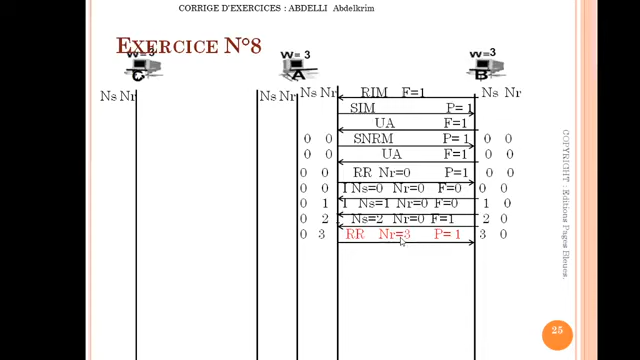 CORRIGE D'EXERCICES : ABDELLI Abdelkrim
EXERCICE N°8
W= 3 W= 3 W= 3
C A B
Ns Nr Ns Nr Ns Nr RIM F=1 Ns Nr
SIM P= 1
UA F=1
0 0 SNRM P= 1 0 0
0 0 UA F=1 0 0
0 0 RR Nr=0 P=1 0 0
0 0 I Ns=0 Nr=0 F=0 0 0
0 1 I Ns=1 Nr=0 F=0 1 0
0 2 Ns=2 Nr=0 F=1 2 0
0 3 RR Nr=3 P= 1 3 0
COPYRIGHT : Editions Pages Bleues.
25